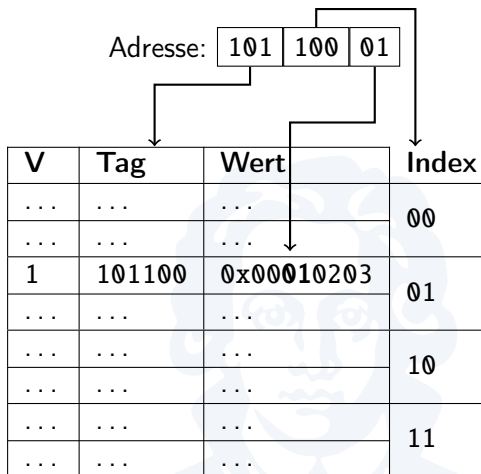 Adresse: 101 100 01
V Tag Wert Index
... ... ... 00
... ... ...
1 101100 0x00010203 01
... ... ...
... ... ... 10
... ... ...
... ... ... 11
... ... ...